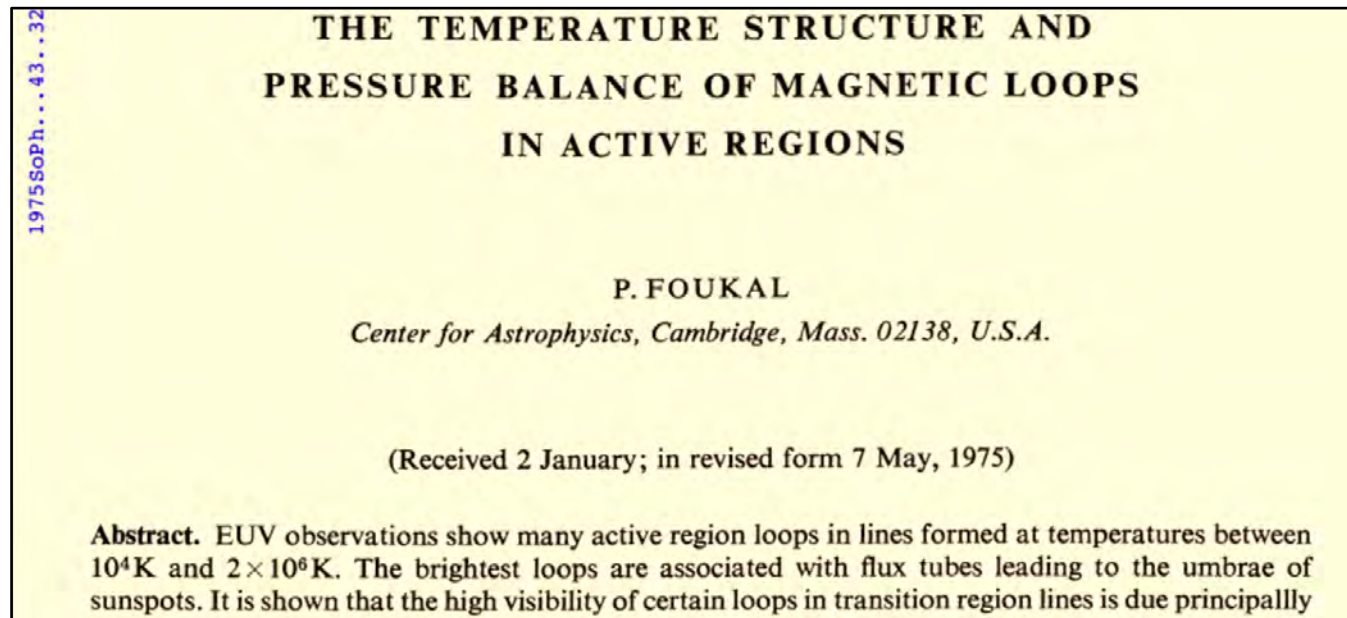 1975SoPh...43..32
THE TEMPERATURE STRUCTURE AND
PRESSURE BALANCE OF MAGNETIC LOOPS
IN ACTIVE REGIONS
P. FOUKAL
Center for Astrophysics, Cambridge, Mass. 02138, U.S.A.
(Received 2 January; in revised form 7 May, 1975)
Abstract. EUV observations show many active region loops in lines formed at temperatures between
10⁴K and 2×10⁶K. The brightest loops are associated with flux tubes leading to the umbrae of
sunspots. It is shown that the high visibility of certain loops in transition region lines is due principallly